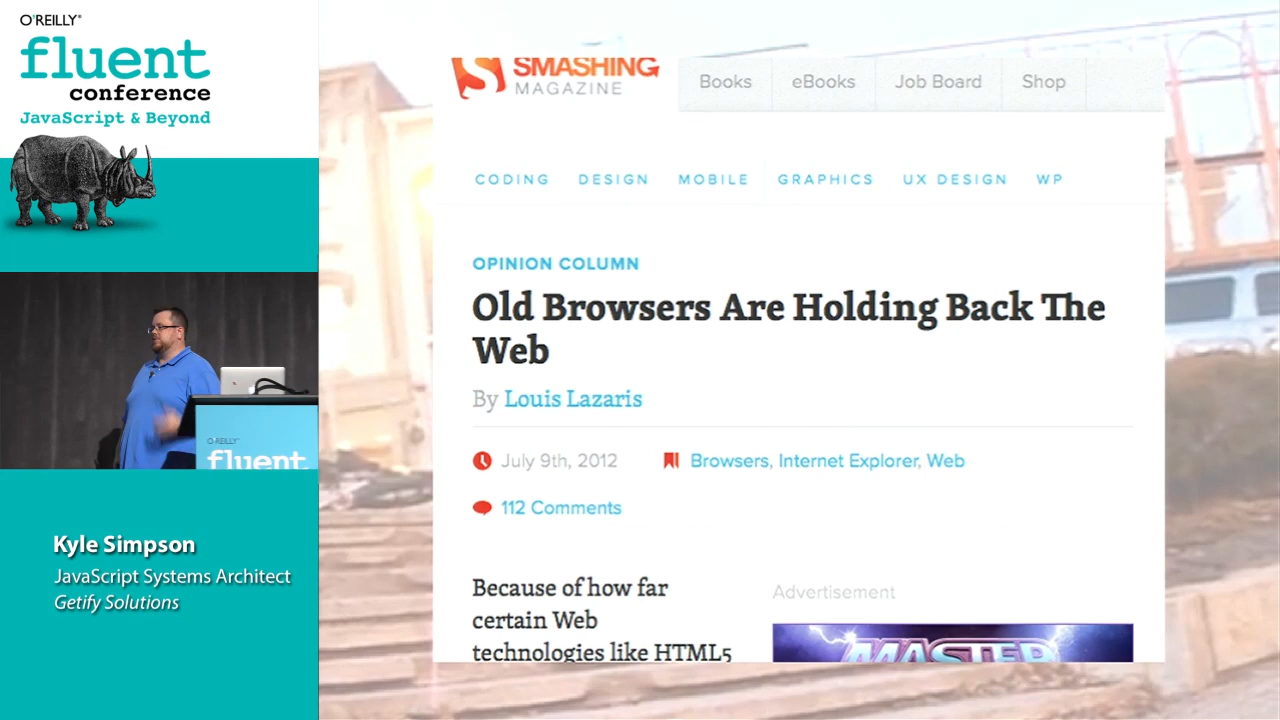 O'REILLY®
fluent
conference
JavaScript & Beyond
O'REILLY®
fluent
Kyle Simpson
JavaScript Systems Architect
Getify Solutions
SMASHING
MAGAZINE
Books eBooks Job Board Shop
CODING DESIGN MOBILE GRAPHICS UX DESIGN WP
OPINION COLUMN
Old Browsers Are Holding Back The
Web
By Louis Lazaris
July 9th, 2012 Browsers, Internet Explorer, Web
112 Comments
Because of how far
certain Web
technologies like HTML5
Advertisement
MASTER